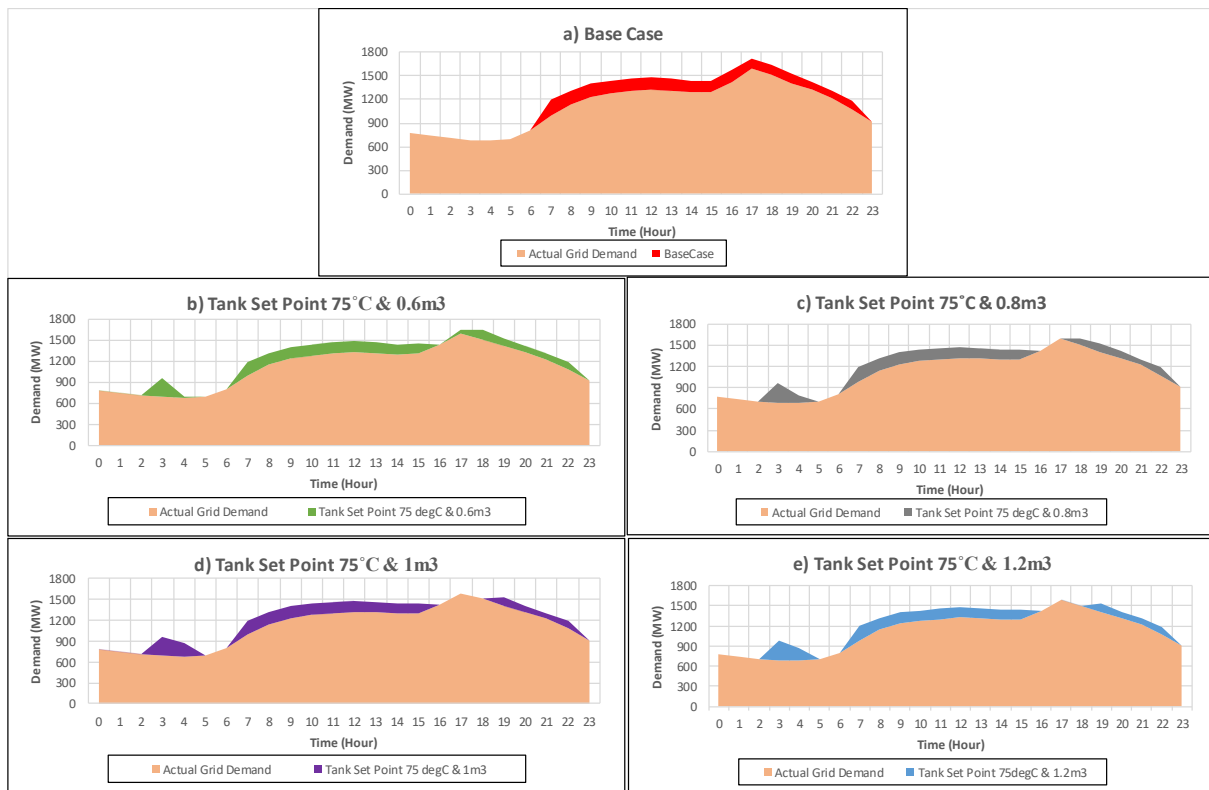 a) Base Case
1800
1500
1200
900
600
300
0
Demand (MW)
0 1 2 3 4 5 6 7 8 9 10 11 12 13 14 15 16 17 18 19 20 21 22 23
Time (Hour)
Actual Grid Demand BaseCase
b) Tank Set Point 75°C & 0.6m3
1800
1500
1200
900
600
300
0
Demand (MW)
0 1 2 3 4 5 6 7 8 9 10 11 12 13 14 15 16 17 18 19 20 21 22 23
Time (Hour)
Actual Grid Demand Tank Set Point 75 degC & 0.6m3
c) Tank Set Point 75°C & 0.8m3
1800
1500
1200
900
600
300
0
Demand (MW)
0 1 2 3 4 5 6 7 8 9 10 11 12 13 14 15 16 17 18 19 20 21 22 23
Time (Hour)
Actual Grid Demand Tank Set Point 75 degC & 0.8m3
d) Tank Set Point 75°C & 1m3
1800
1500
1200
900
600
300
0
Demand (MW)
0 1 2 3 4 5 6 7 8 9 10 11 12 13 14 15 16 17 18 19 20 21 22 23
Time (Hour)
Actual Grid Demand Tank Set Point 75 degC & 1m3
e) Tank Set Point 75°C & 1.2m3
1800
1500
1200
900
600
300
0
Demand (MW)
0 1 2 3 4 5 6 7 8 9 10 11 12 13 14 15 16 17 18 19 20 21 22 23
Time (Hour)
Actual Grid Demand Tank Set Point 75degC & 1.2m3